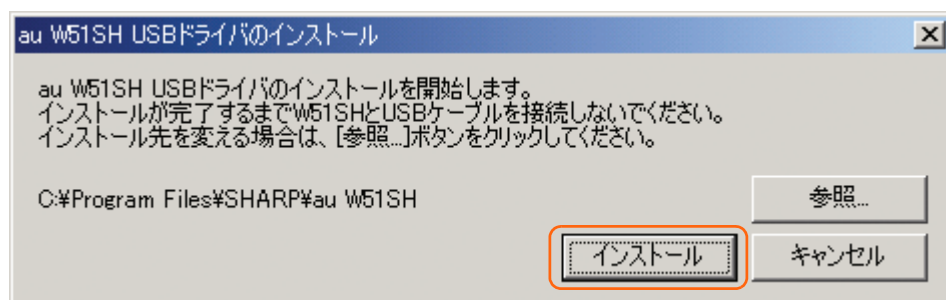 au W51SH USBドライバのインストール
au W51SH USBドライバのインストールを開始します。
インストールが完了するまでW51SHとUSBケーブルを接続しないでください。
インストール先を変える場合は、[参照...]ボタンをクリックしてください。
C:¥Program Files¥SHARP¥au W51SH
参照...
インストール
キャンセル